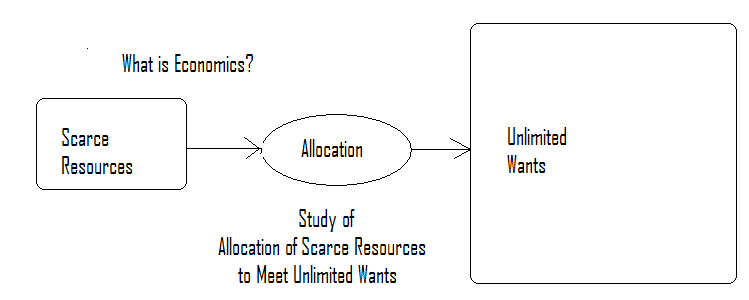 What is Economics?
Scarce
Resources
Allocation
Unlimited
Wants
Study of
Allocation of Scarce Resources
to Meet Unlimited Wants